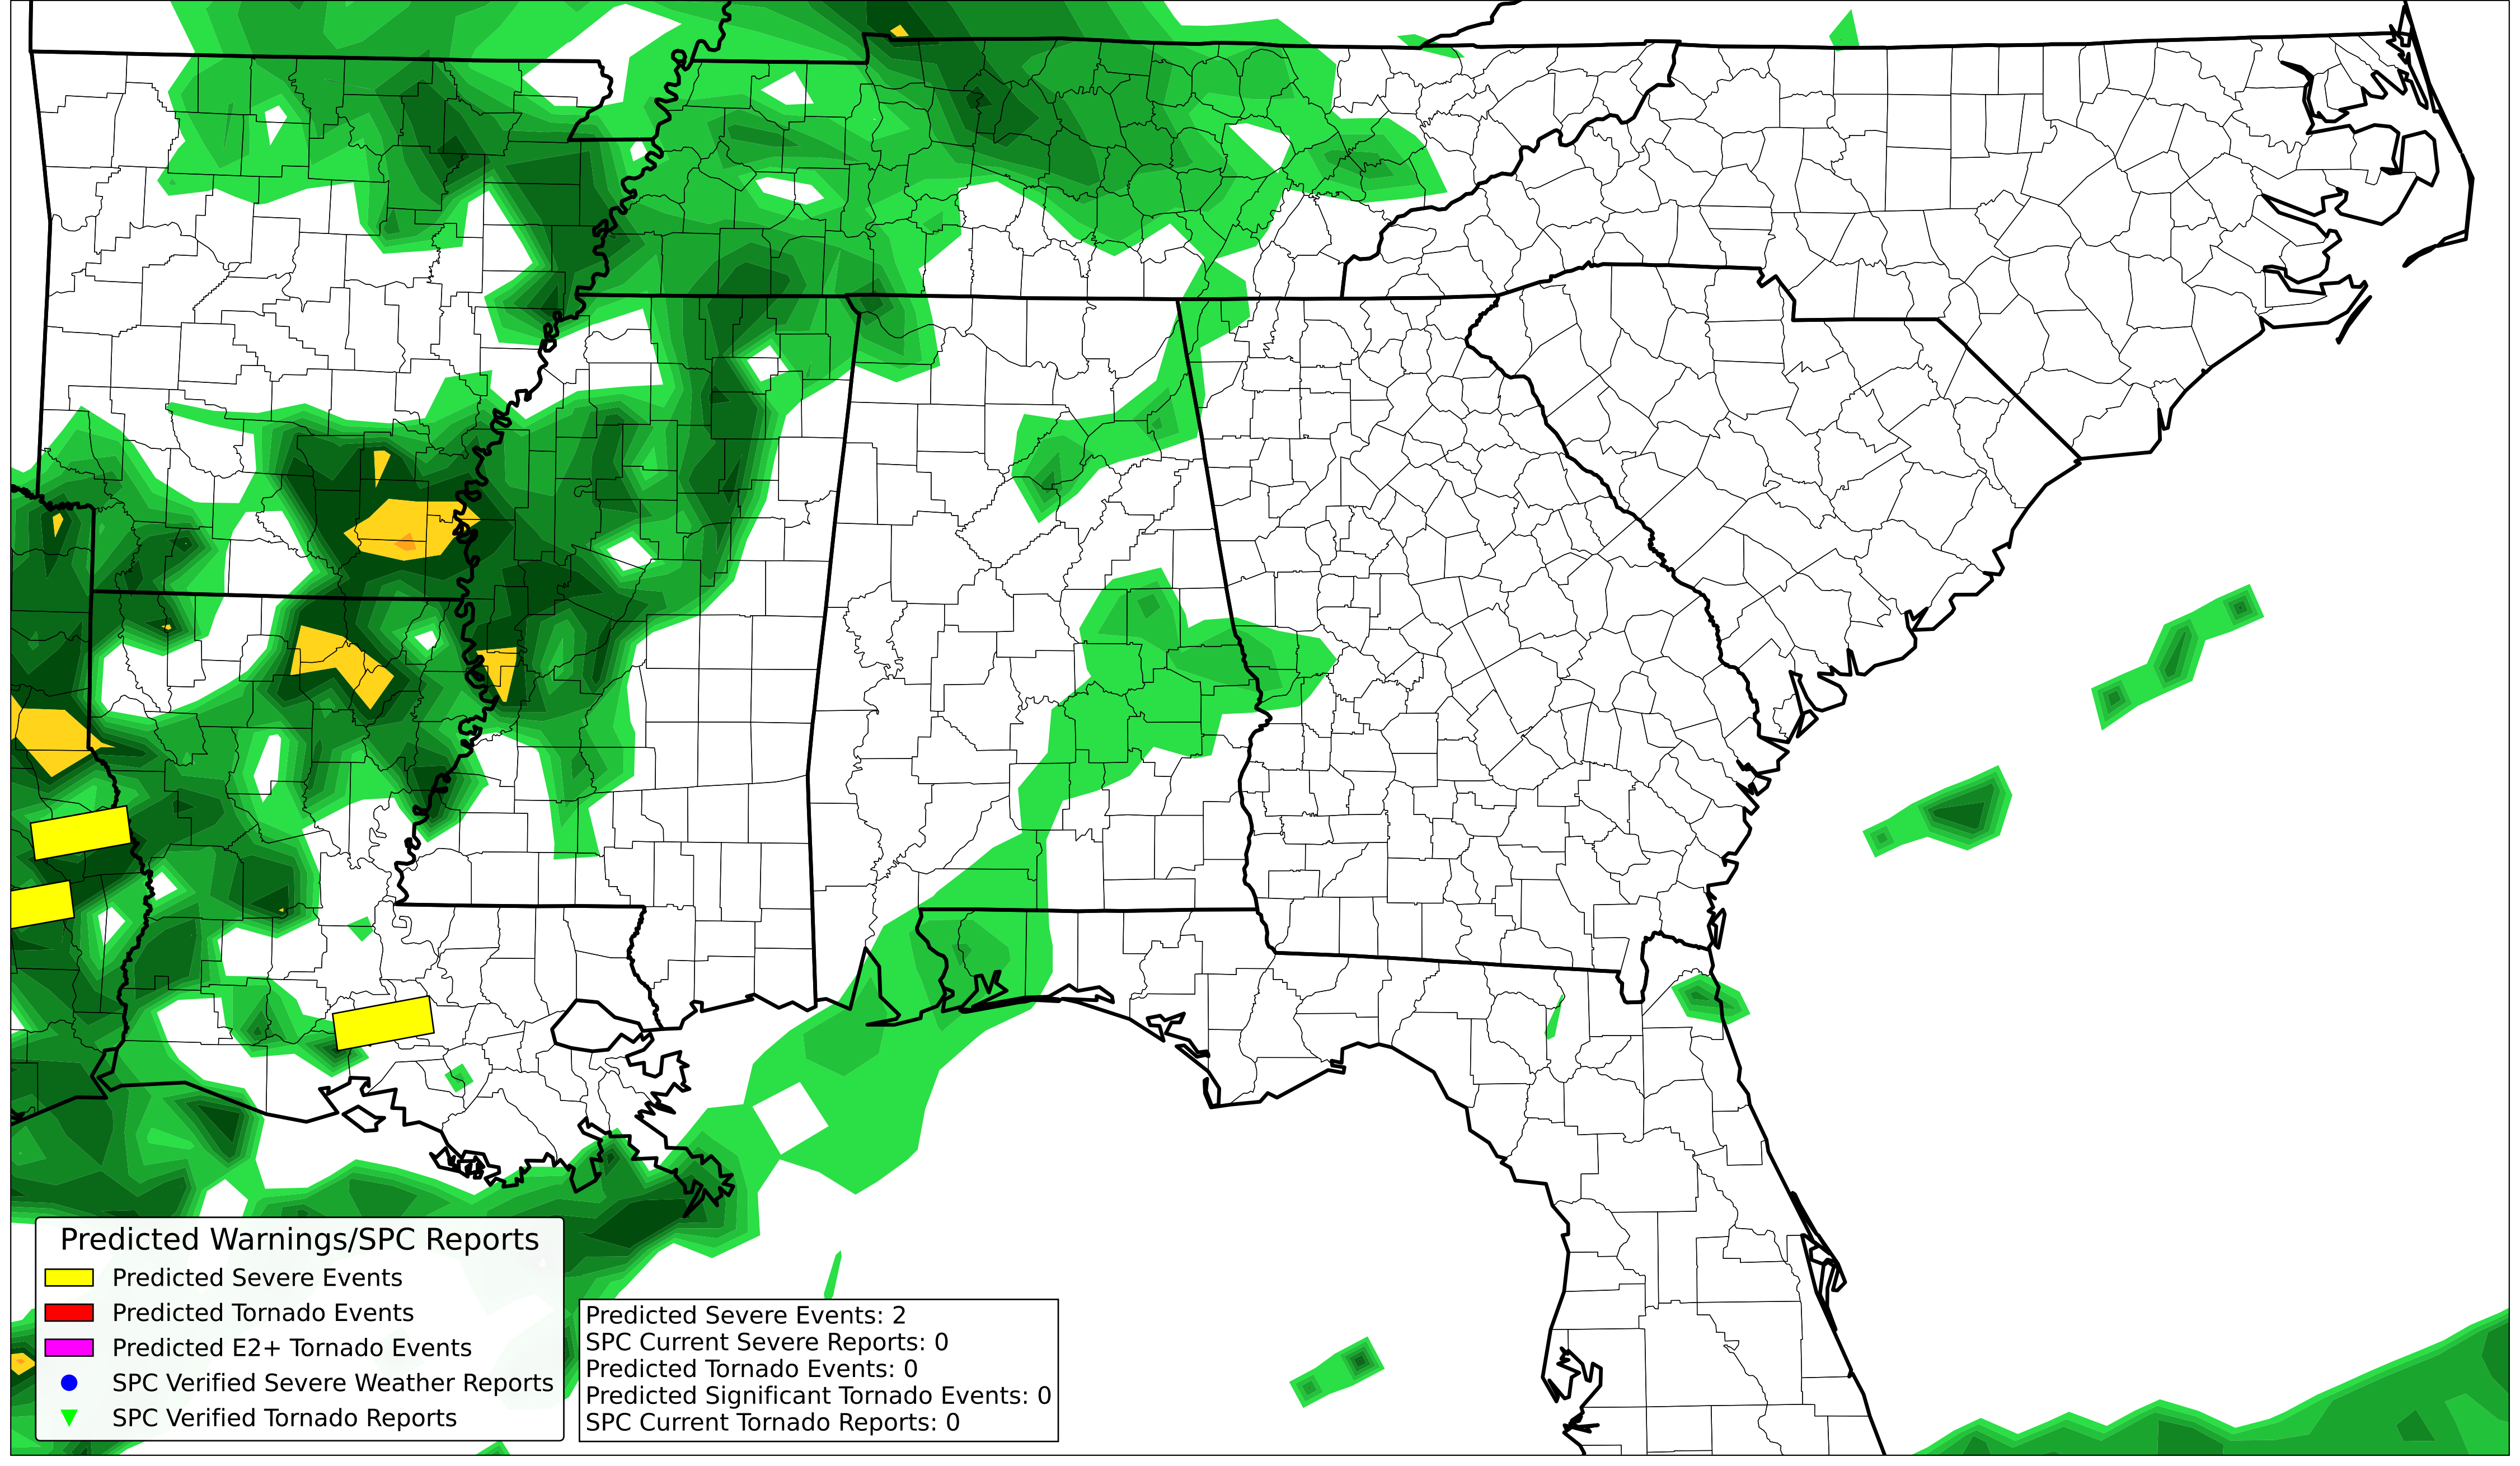 Predicted Warnings/SPC Reports
Predicted Severe Events
Predicted Tornado Events
Predicted E2+ Tornado Events
SPC Verified Severe Weather Reports
SPC Verified Tornado Reports
Predicted Severe Events: 2
SPC Current Severe Reports: 0
Predicted Tornado Events: 0
Predicted Significant Tornado Events: 0
SPC Current Tornado Reports: 0